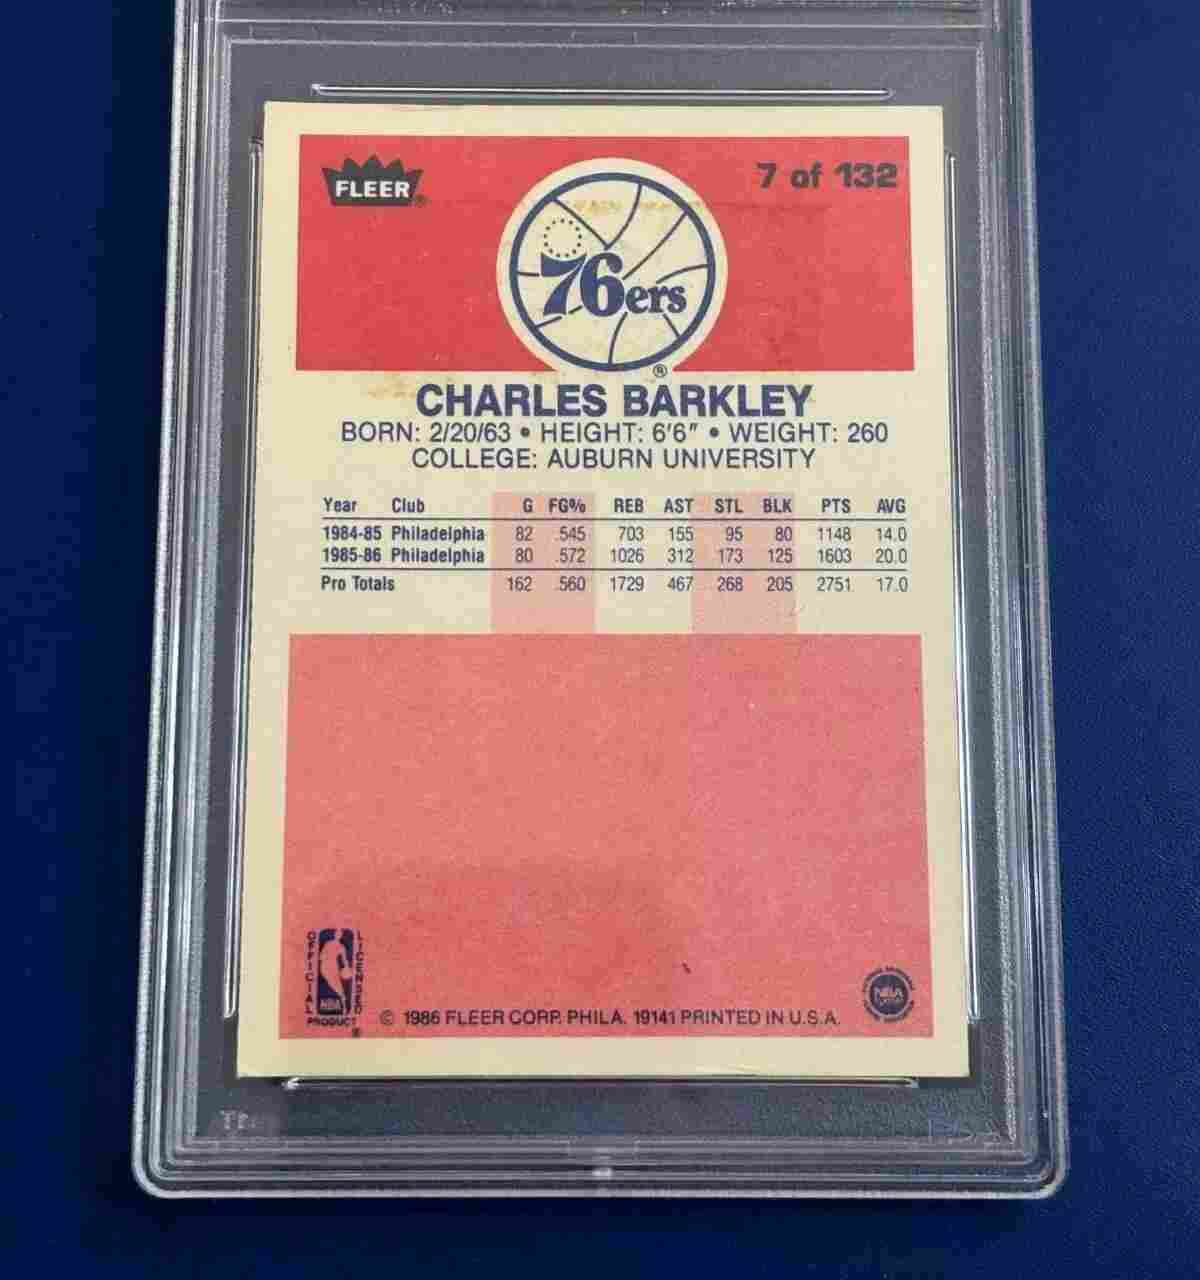 FLEER®
7 of 132
76ers
®
CHARLES BARKLEY
BORN: 2/20/63 • HEIGHT: 6'6" • WEIGHT: 260
COLLEGE: AUBURN UNIVERSITY
Year Club G FG% REB AST STL BLK PTS AVG
1984-85 Philadelphia 82 .545 703 155 95 80 1148 14.0
1985-86 Philadelphia 80 .572 1026 312 173 125 1603 20.0
Pro Totals 162 .560 1729 467 268 205 2751 17.0
OFFICIAL
LICENSED
NBA
PRODUCT
®
© 1986 FLEER CORP. PHILA. 19141 PRINTED IN U.S.A.
NBA